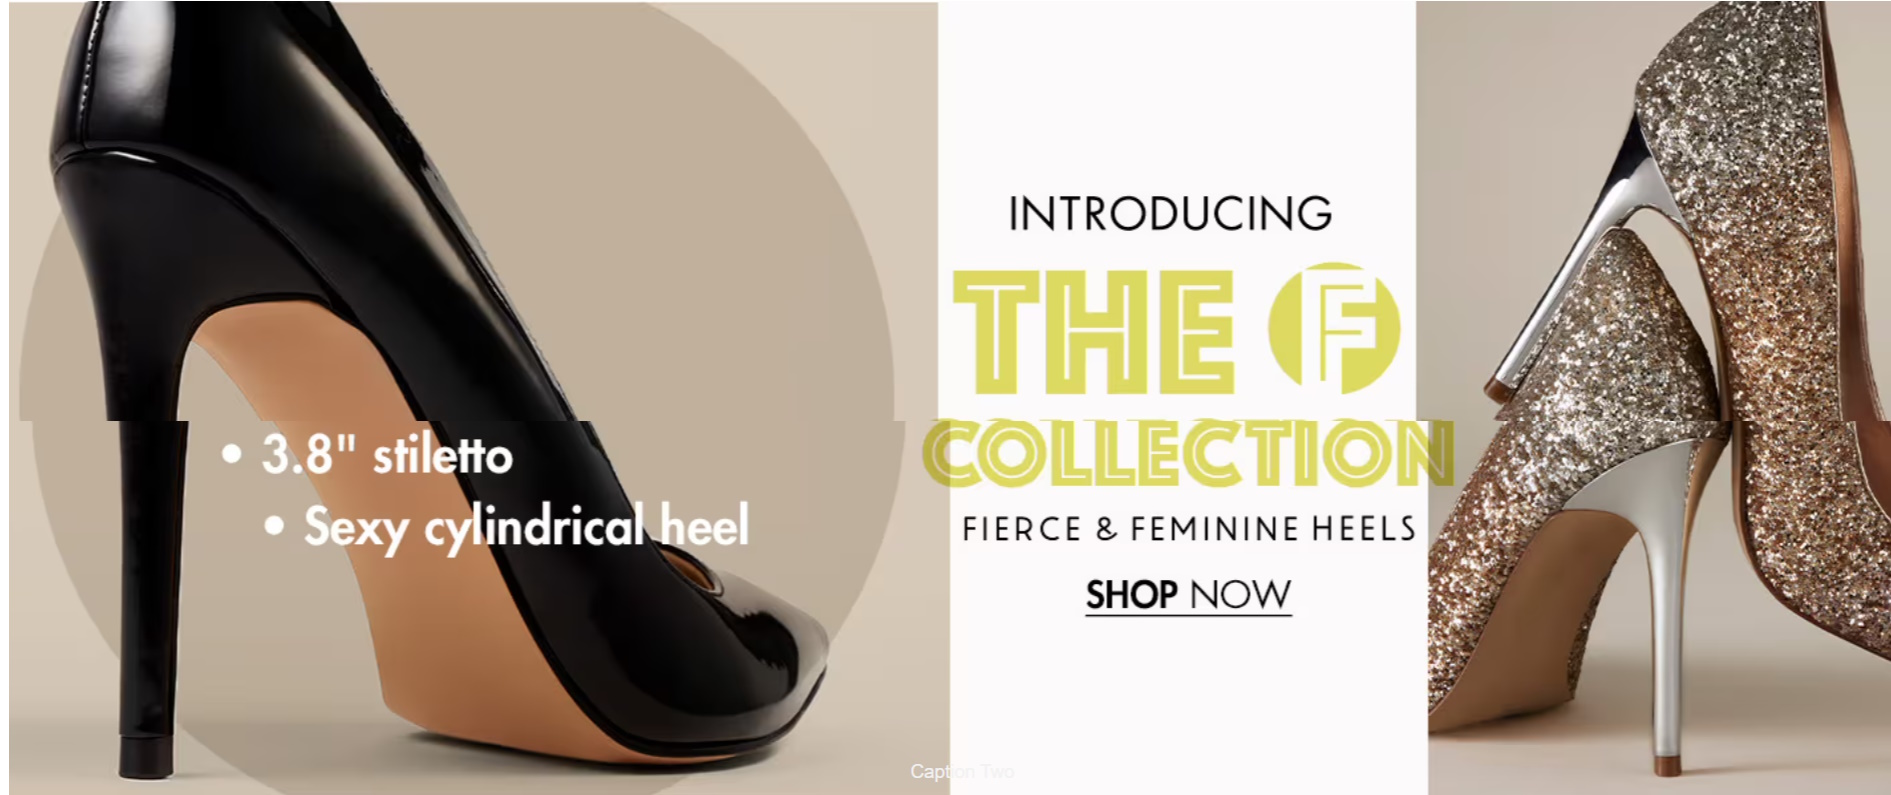 • 3.8" stiletto
• Sexy cylindrical heel
INTRODUCING
THE F
COLLECTION
FIERCE & FEMININE HEELS
SHOP NOW
Caption Two